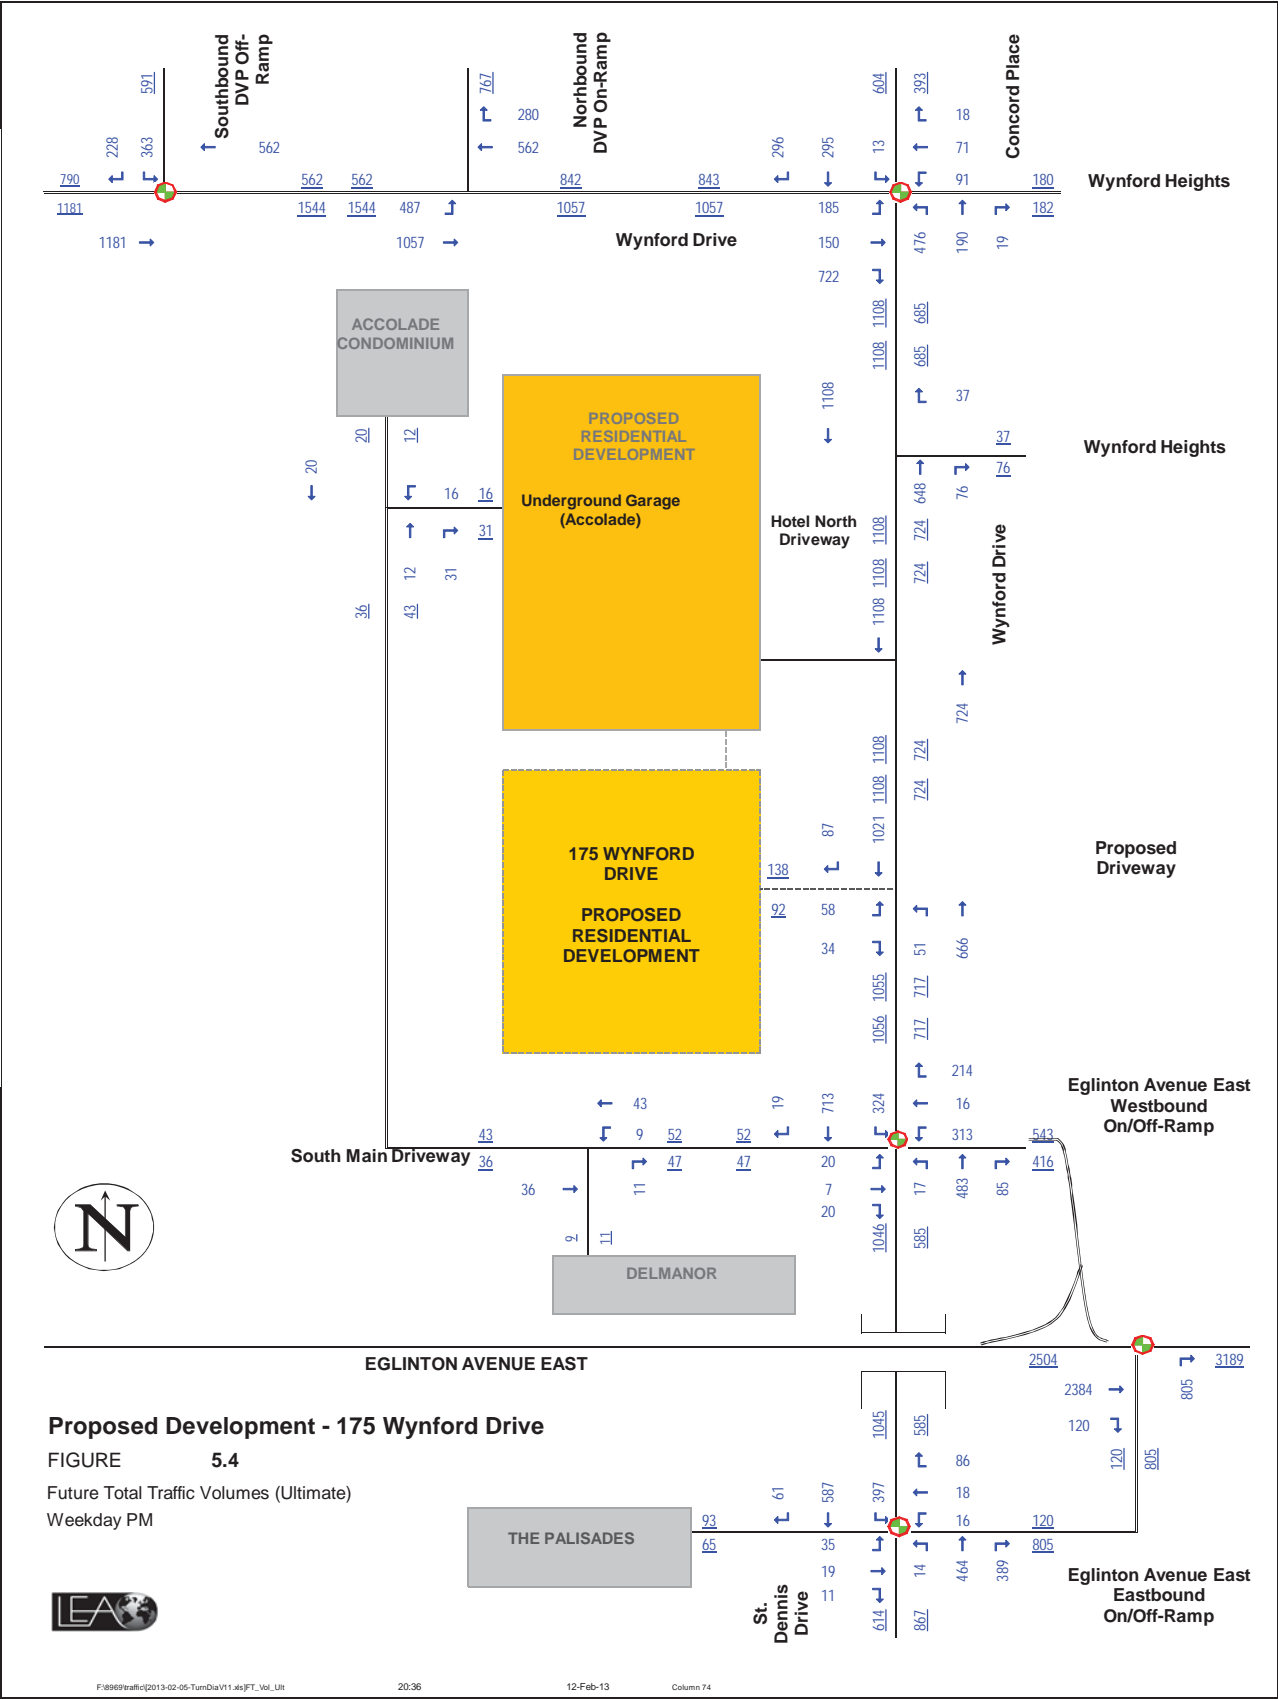 Southbound
DVP Off-
Ramp
Norhbound
DVP On-Ramp
Concord Place
591
767
604
393
280
18
228
363
562
562
296
295
13
71
790
562
562
842
843
91
180
Wynford Heights
1181
1544
1544
487
1057
1057
185
182
1181
1057
Wynford Drive
150
476
190
19
722
1108
685
ACCOLADE
CONDOMINIUM
1108
685
1108
37
PROPOSED
RESIDENTIAL
DEVELOPMENT
20
12
37
Wynford Heights
20
76
16
16
Underground Garage
(Accolade)
648
76
31
Hotel North
Driveway
1108
724
12
31
1108
724
Wynford Drive
36
43
1108
724
1108
724
1108
724
87
1021
175 WYNFORD
DRIVE
Proposed
Driveway
138
PROPOSED
RESIDENTIAL
DEVELOPMENT
92
58
34
51
666
1055
717
1056
717
214
Eglinton Avenue East
Westbound
On/Off-Ramp
43
19
713
324
16
43
9
52
52
313
543
South Main Driveway
36
47
47
20
416
36
11
7
17
483
85
20
N
9
11
1046
585
DELMANOR
EGLINTON AVENUE EAST
2504
3189
2384
805
120
Proposed Development - 175 Wynford Drive
1045
585
120
805
FIGURE 5.4
86
Future Total Traffic Volumes (Ultimate)
61
587
397
18
Weekday PM
93
16
120
THE PALISADES
65
35
805
19
14
464
389
11
Eglinton Avenue East
Eastbound
On/Off-Ramp
St.
Dennis
Drive
614
867
LEA
F:\8969\traffic\[2013-02-05-TurnDiaV11.xls]FT_Vol_Ult 20:36 12-Feb-13 Column 74